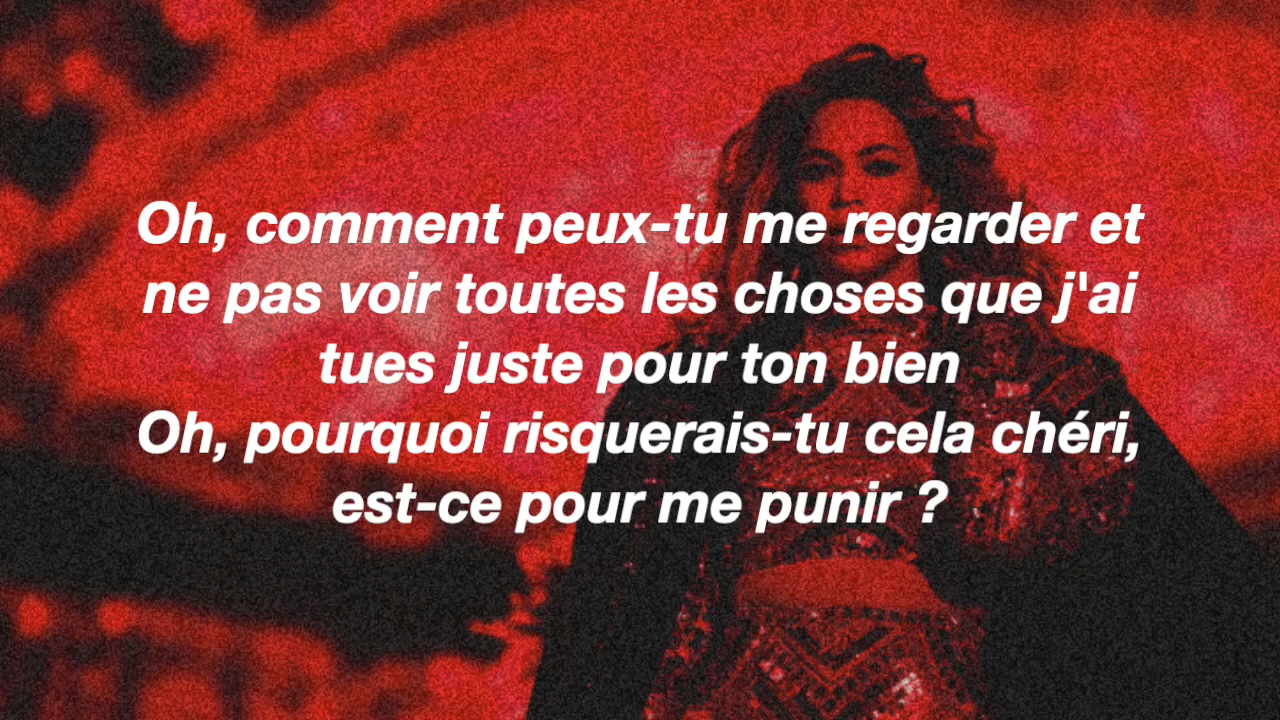 Oh, comment peux-tu me regarder et
ne pas voir toutes les choses que j'ai
tues juste pour ton bien
Oh, pourquoi risquerais-tu cela chéri,
est-ce pour me punir ?